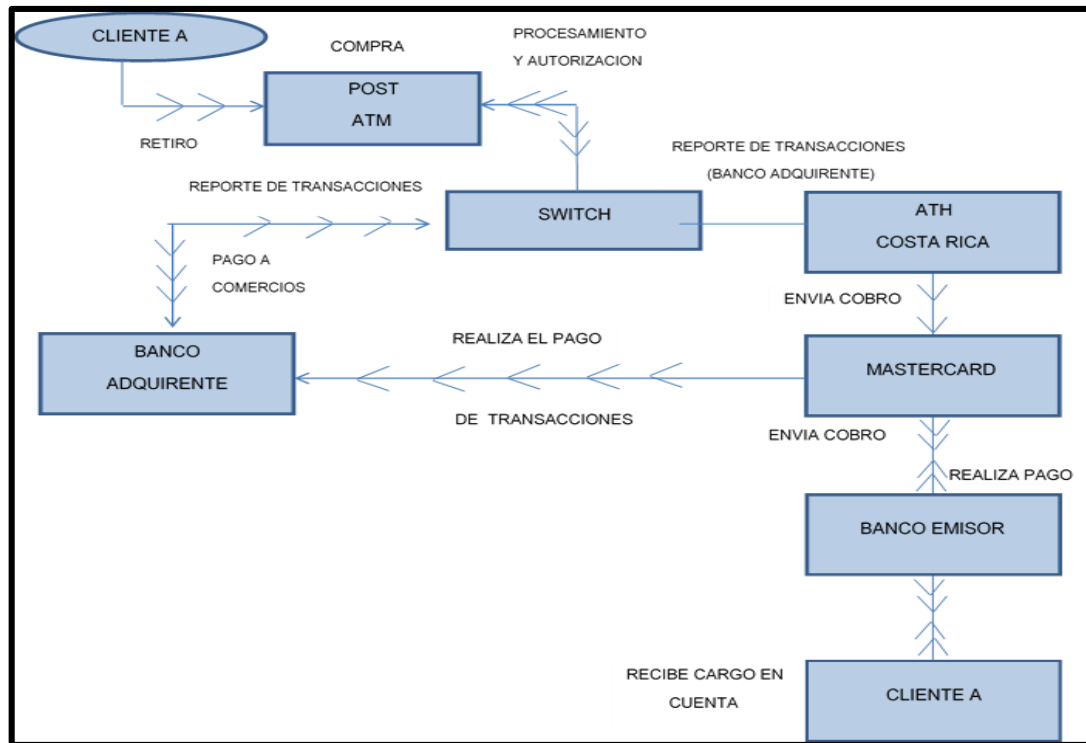 CLIENTE A
COMPRA
PROCESAMIENTO
Y AUTORIZACION
POST
ATM
RETIRO
REPORTE DE TRANSACCIONES
(BANCO ADQUIRENTE)
REPORTE DE TRANSACCIONES
SWITCH
ATH
COSTA RICA
PAGO A
COMERCIOS
ENVIA COBRO
BANCO
ADQUIRENTE
REALIZA EL PAGO
DE TRANSACCIONES
MASTERCARD
ENVIA COBRO
REALIZA PAGO
BANCO EMISOR
RECIBE CARGO EN
CUENTA
CLIENTE A